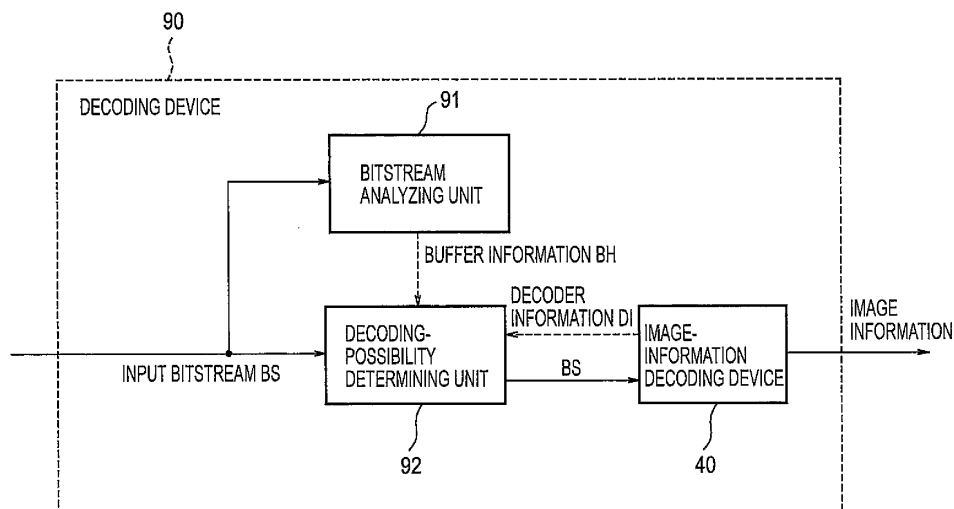 90
DECODING DEVICE
91
BITSTREAM
ANALYZING UNIT
BUFFER INFORMATION BH
DECODER
INFORMATION DI
IMAGE
INFORMATION
DECODING-
POSSIBILITY
DETERMINING UNIT
IMAGE-
INFORMATION
DECODING DEVICE
INPUT BITSTREAM BS
BS
92
40